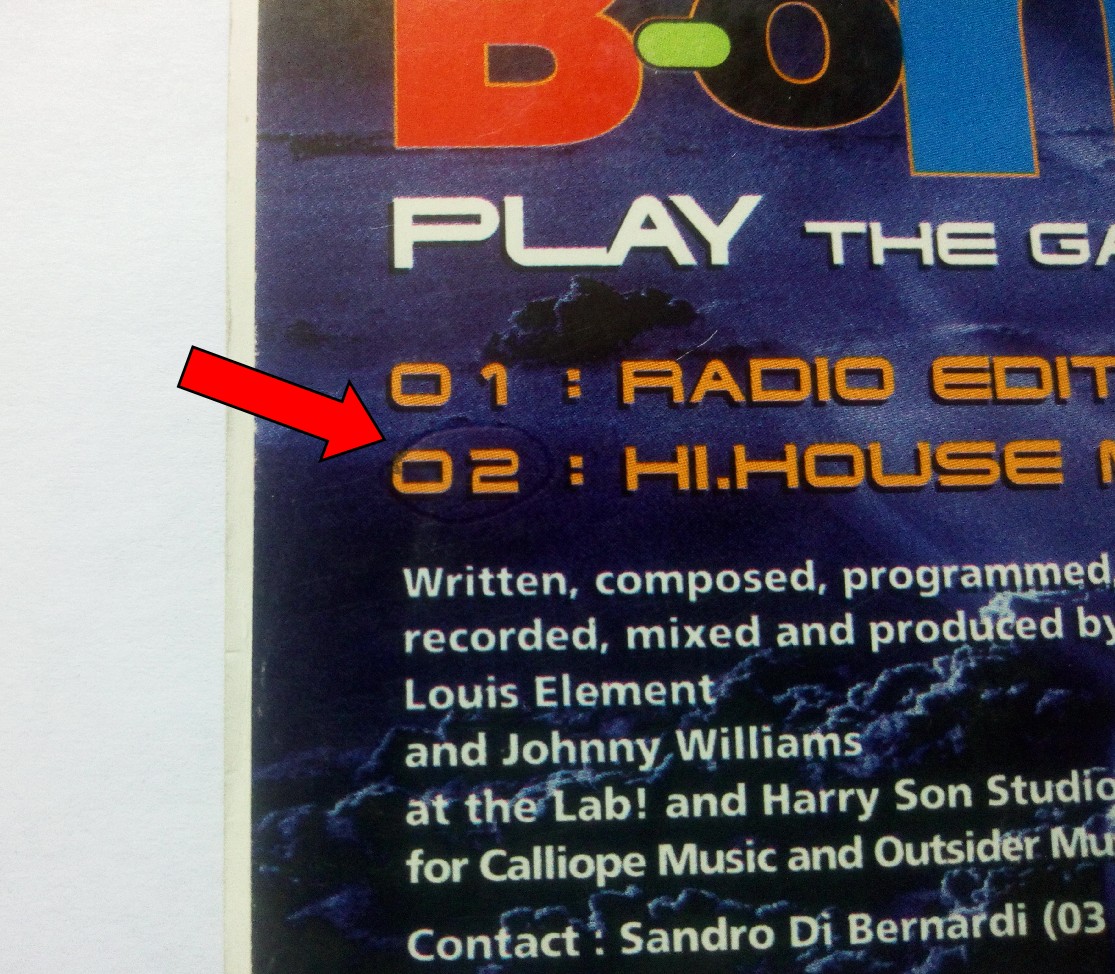 B-
PLAY THE GA
01 : RADIO EDIT
02 : HI.HOUSE
Written, composed, programmed,
recorded, mixed and produced by
Louis Element
and Johnny Williams
at the Lab! and Harry Son Studio
for Calliope Music and Outsider Mu
Contact : Sandro Di Bernardi (03